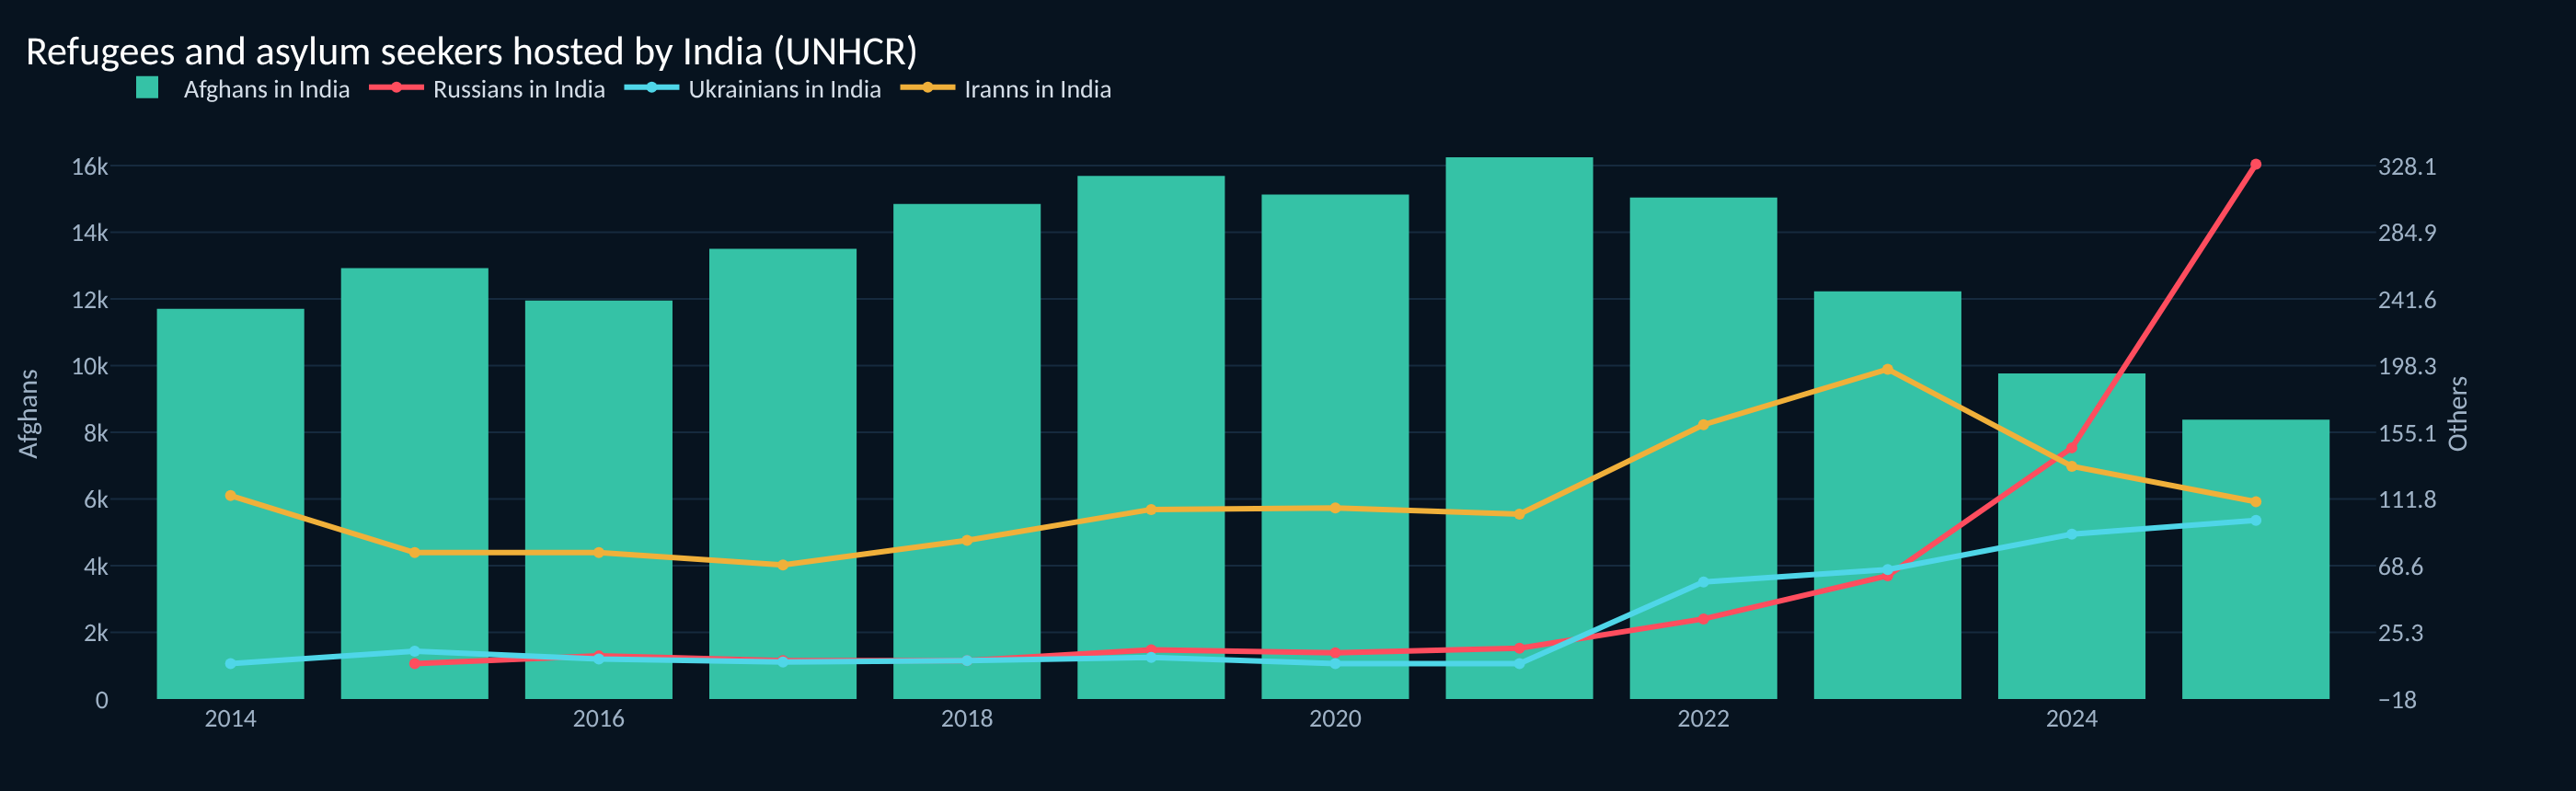 Refugees and asylum seekers hosted by India (UNHCR)
Afghans in India Russians in India Ukrainians in India Iranns in India
16k 328.1
14k 284.9
12k 241.6
10k 198.3
Afghans Others
8k 155.1
6k 111.8
4k 68.6
2k 25.3
0 −18
2014 2016 2018 2020 2022 2024